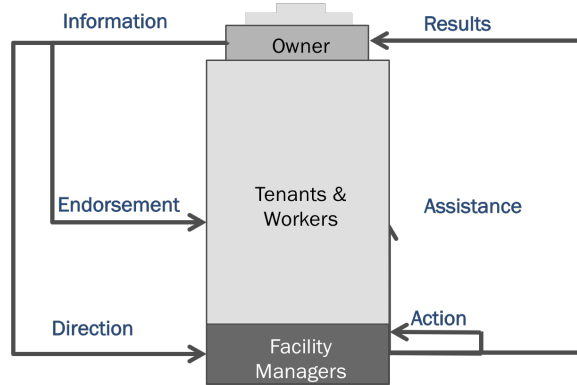 Information
Results
Owner
Tenants &
Workers
Endorsement
Assistance
Direction
Action
Facility
Managers